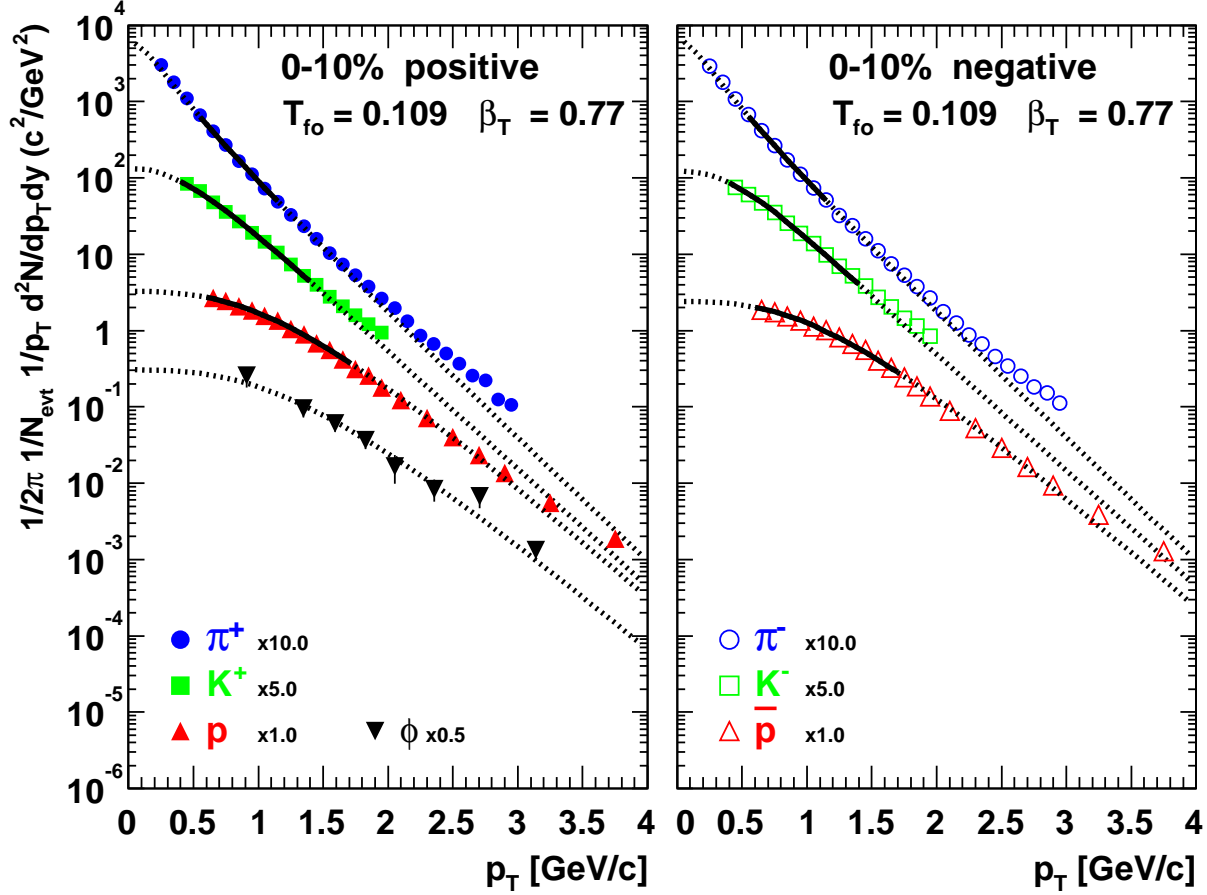 1/2π 1/N_evt 1/p_T d²N/dp_T dy (c²/GeV²)
10⁴
10³
10²
10
1
10⁻¹
10⁻²
10⁻³
10⁻⁴
10⁻⁵
10⁻⁶
0-10% positive
T_fo = 0.109 β_T = 0.77
π⁺ x10.0
K⁺ x5.0
p x1.0
ϕ x0.5
0 0.5 1 1.5 2 2.5 3 3.5 4
p_T [GeV/c]
0-10% negative
T_fo = 0.109 β_T = 0.77
π⁻ x10.0
K⁻ x5.0
p̅ x1.0
0 0.5 1 1.5 2 2.5 3 3.5 4
p_T [GeV/c]